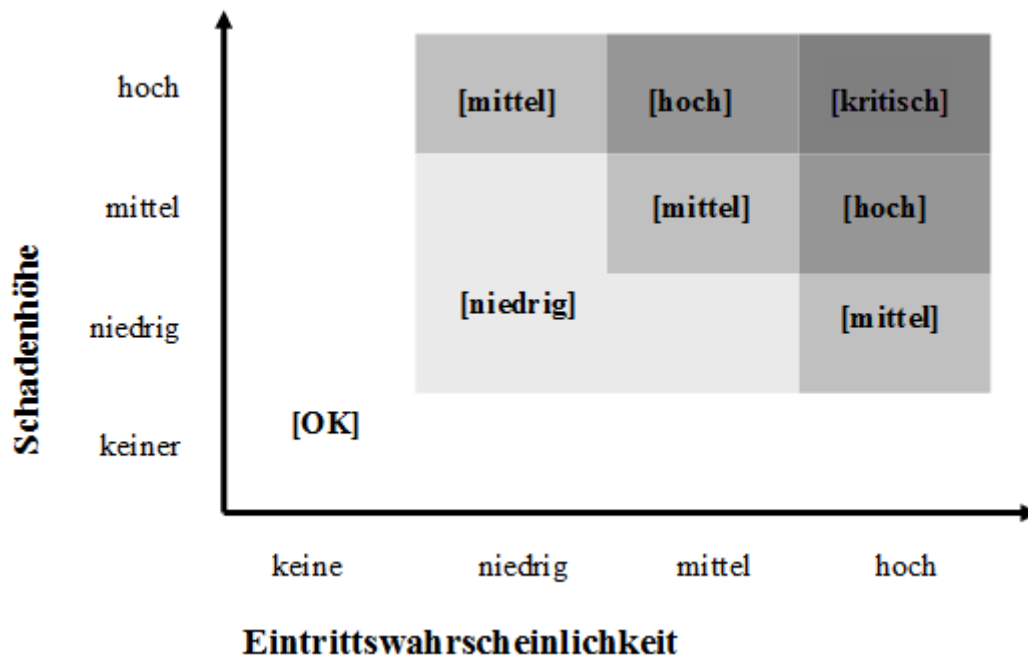 hoch
[mittel] [hoch] [kritisch]
mittel
[mittel] [hoch]
Schadenhöhe
niedrig
[niedrig] [mittel]
keiner
[OK]
keine niedrig mittel hoch
Eintrittswahrscheinlichkeit